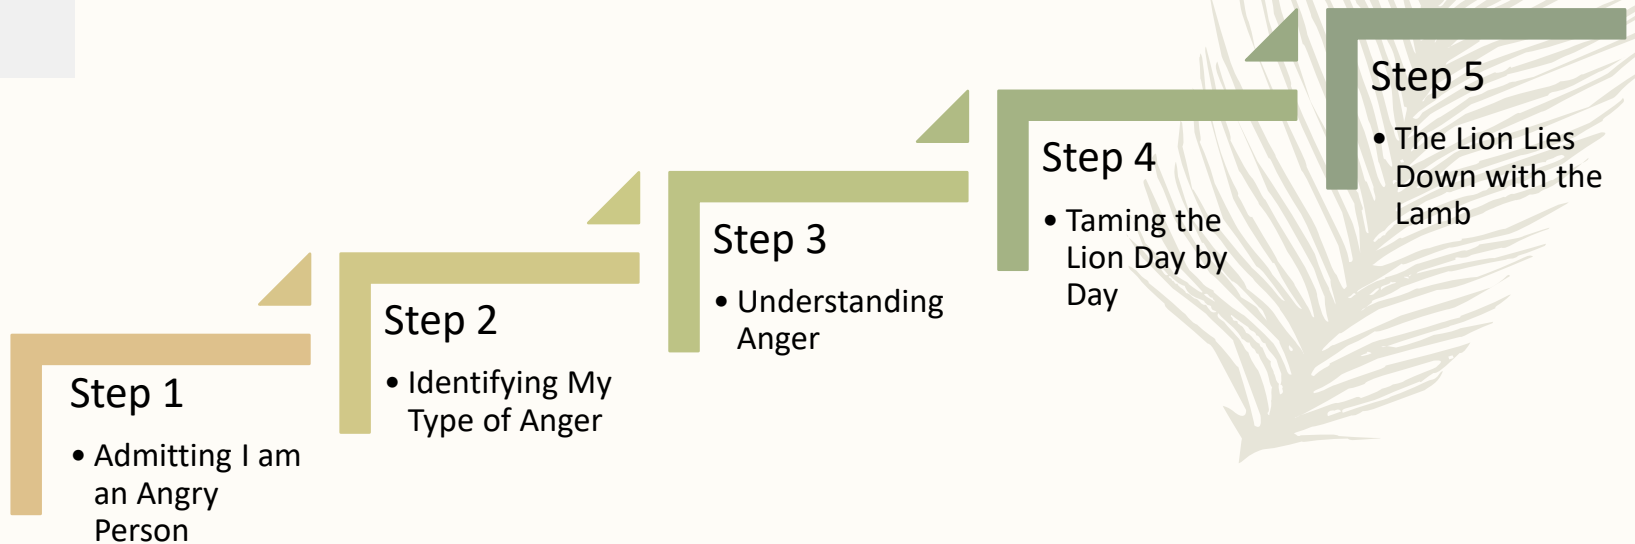 Step 1
• Admitting I am
an Angry
Person
Step 2
• Identifying My
Type of Anger
Step 3
• Understanding
Anger
Step 4
• Taming the
Lion Day by
Day
Step 5
• The Lion Lies
Down with the
Lamb